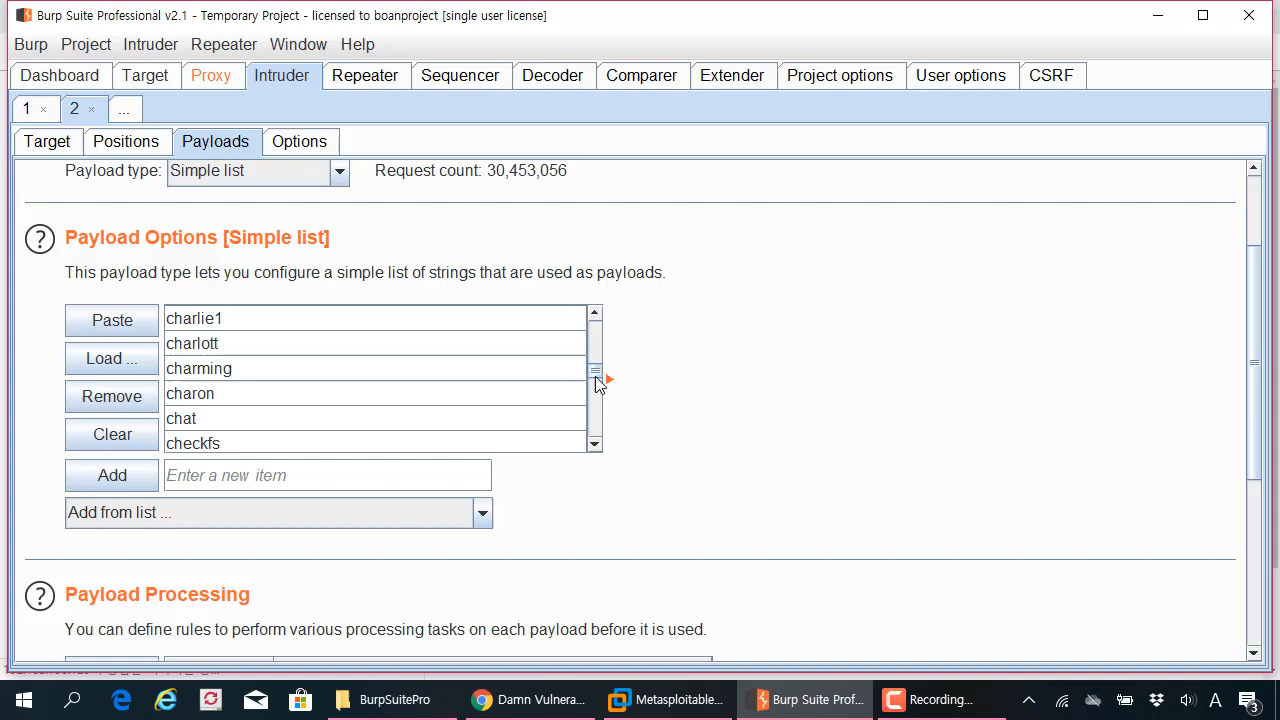 Burp Suite Professional v2.1 - Temporary Project - licensed to boanproject [single user license]
Burp Project Intruder Repeater Window Help
Dashboard Target Proxy Intruder Repeater Sequencer Decoder Comparer Extender Project options User options CSRF
1 × 2 × ...
Target Positions Payloads Options
Payload type: Simple list Request count: 30,453,056
? Payload Options [Simple list]
This payload type lets you configure a simple list of strings that are used as payloads.
Paste
Load ...
Remove
Clear
charlie1
charlott
charming
charon
chat
checkfs
Add Enter a new item
Add from list ...
? Payload Processing
You can define rules to perform various processing tasks on each payload before it is used.
BurpSuitePro Damn Vulnera... Metasploitable... Burp Suite Prof... Recording... A 3